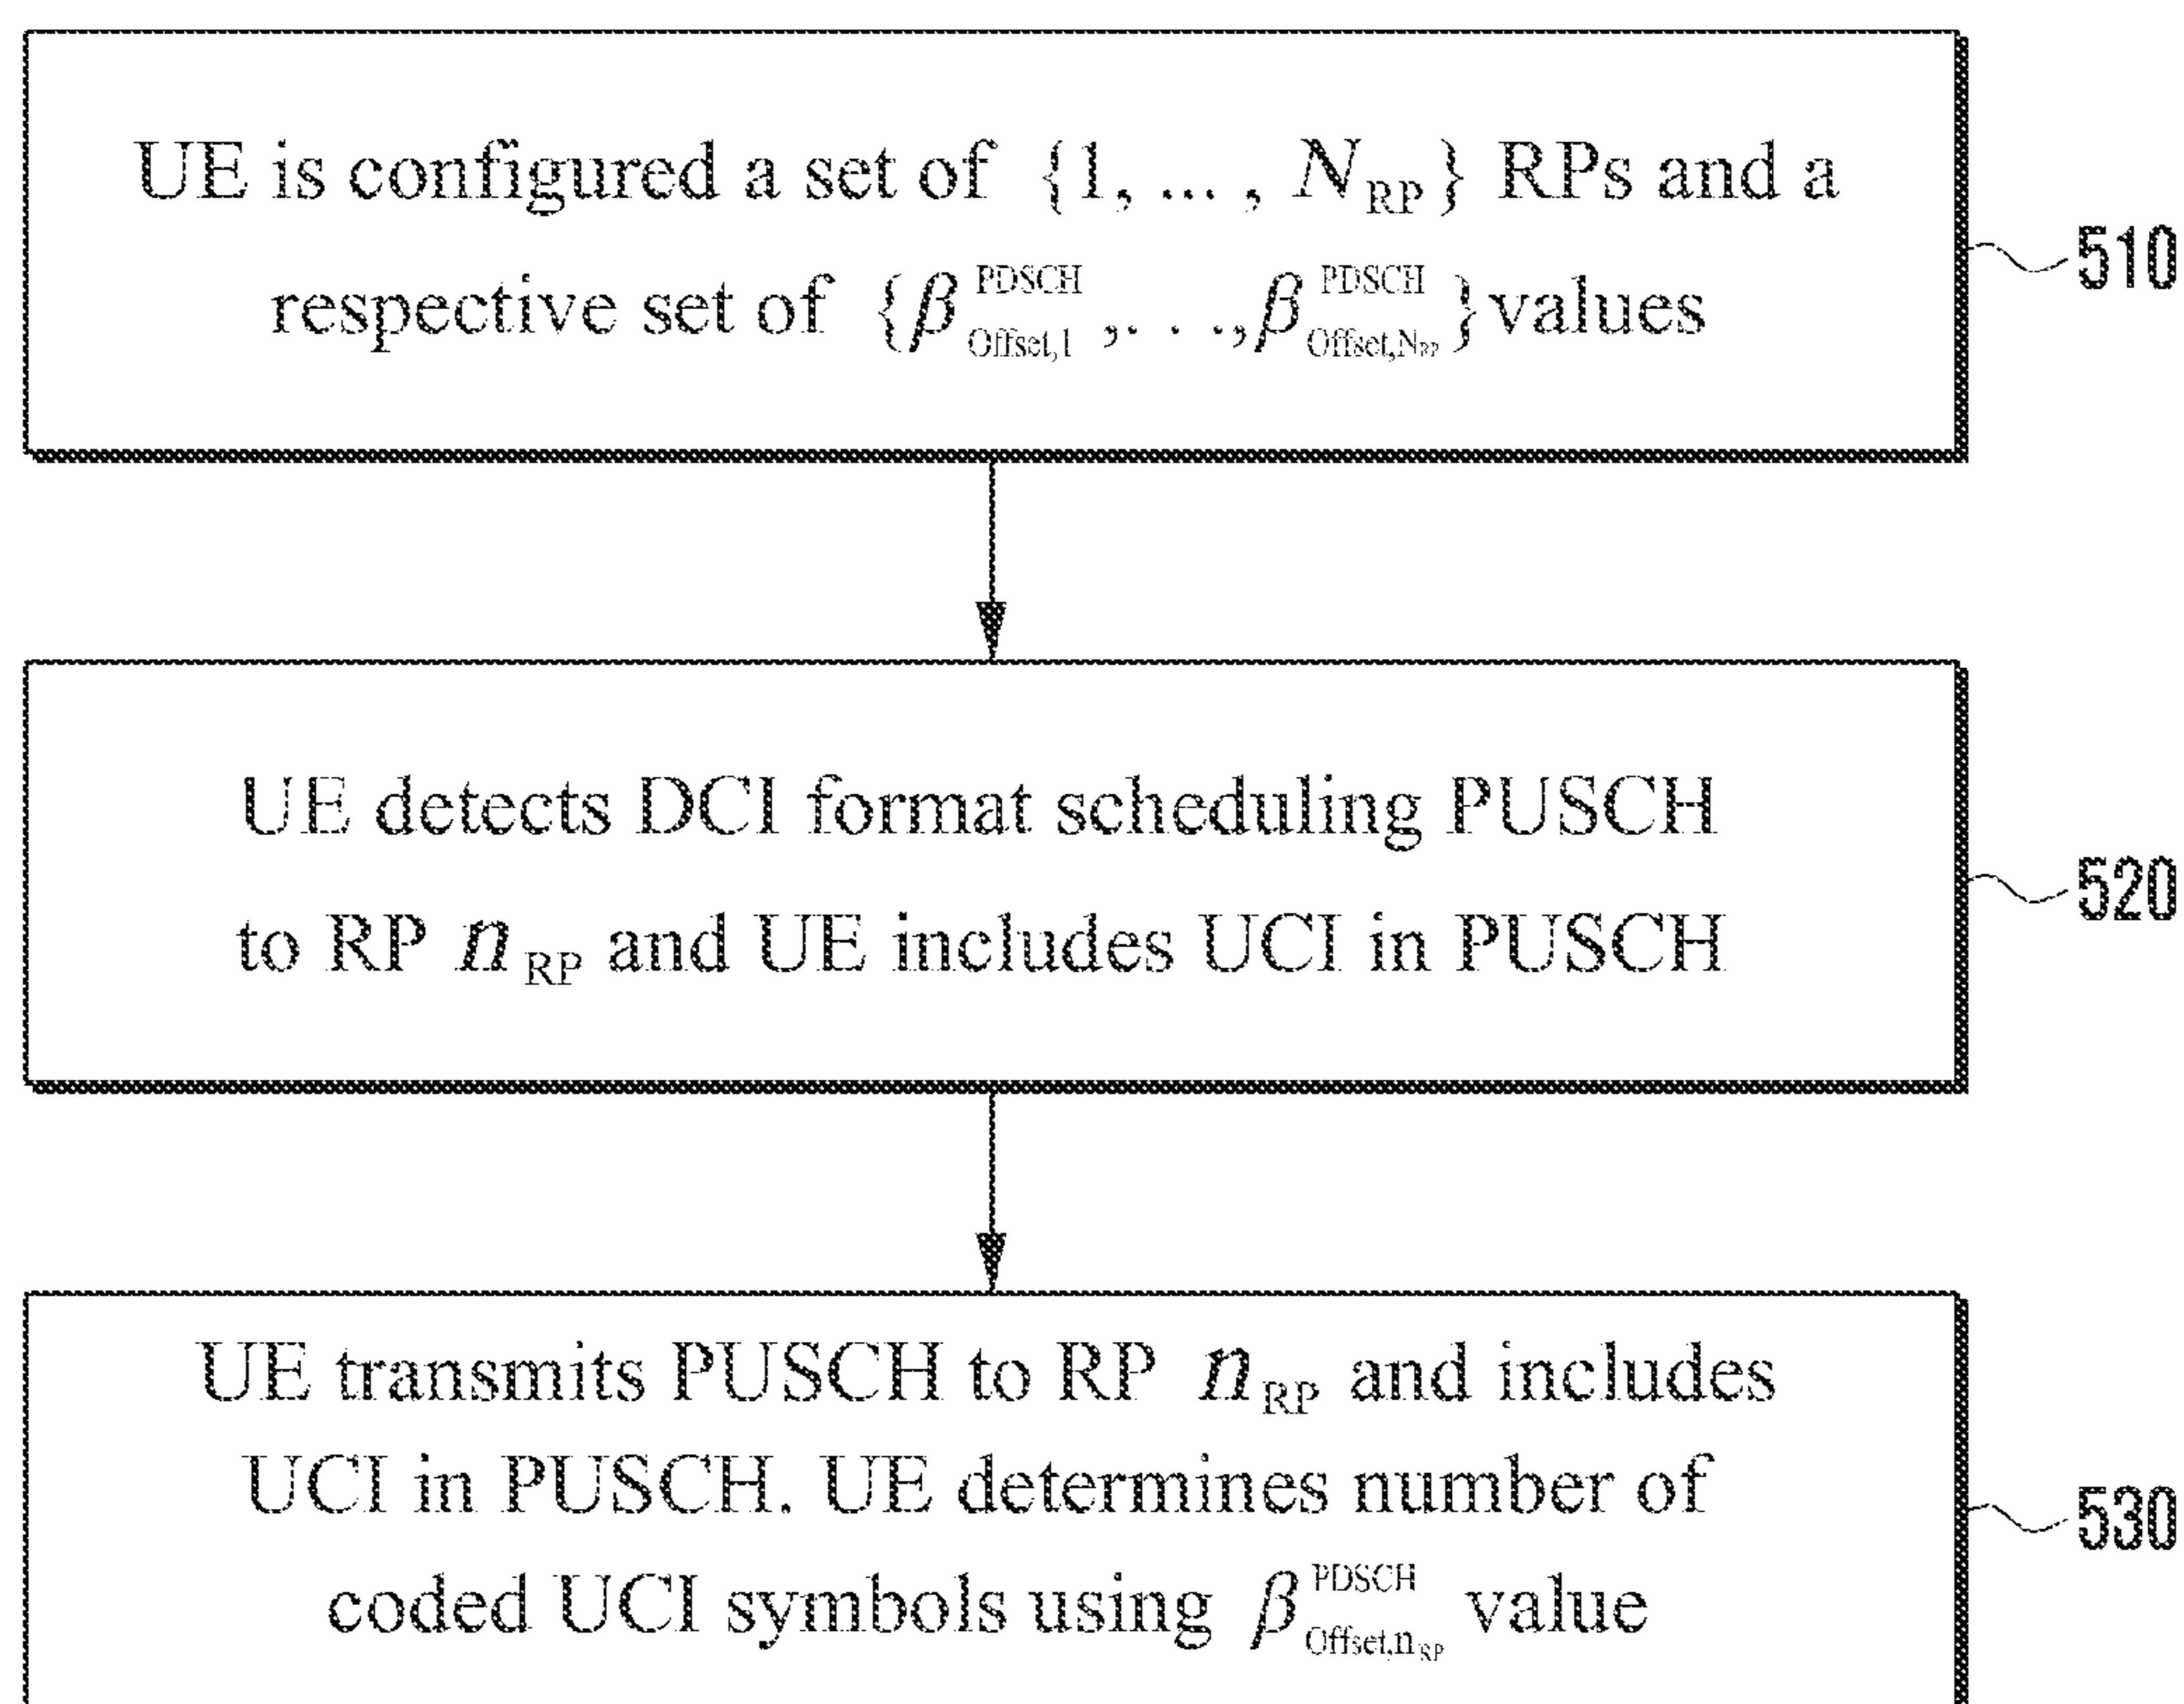 UE is configured a set of {1, ... , N_RP} RPs and a
respective set of {β^PDSCH_Offset,1 ,. . .,β^PDSCH_Offset,N_RP} values
510
UE detects DCI format scheduling PUSCH
to RP n_RP and UE includes UCI in PUSCH
520
UE transmits PUSCH to RP n_RP and includes
UCI in PUSCH. UE determines number of
coded UCI symbols using β^PDSCH_Offset,n_RP value
530